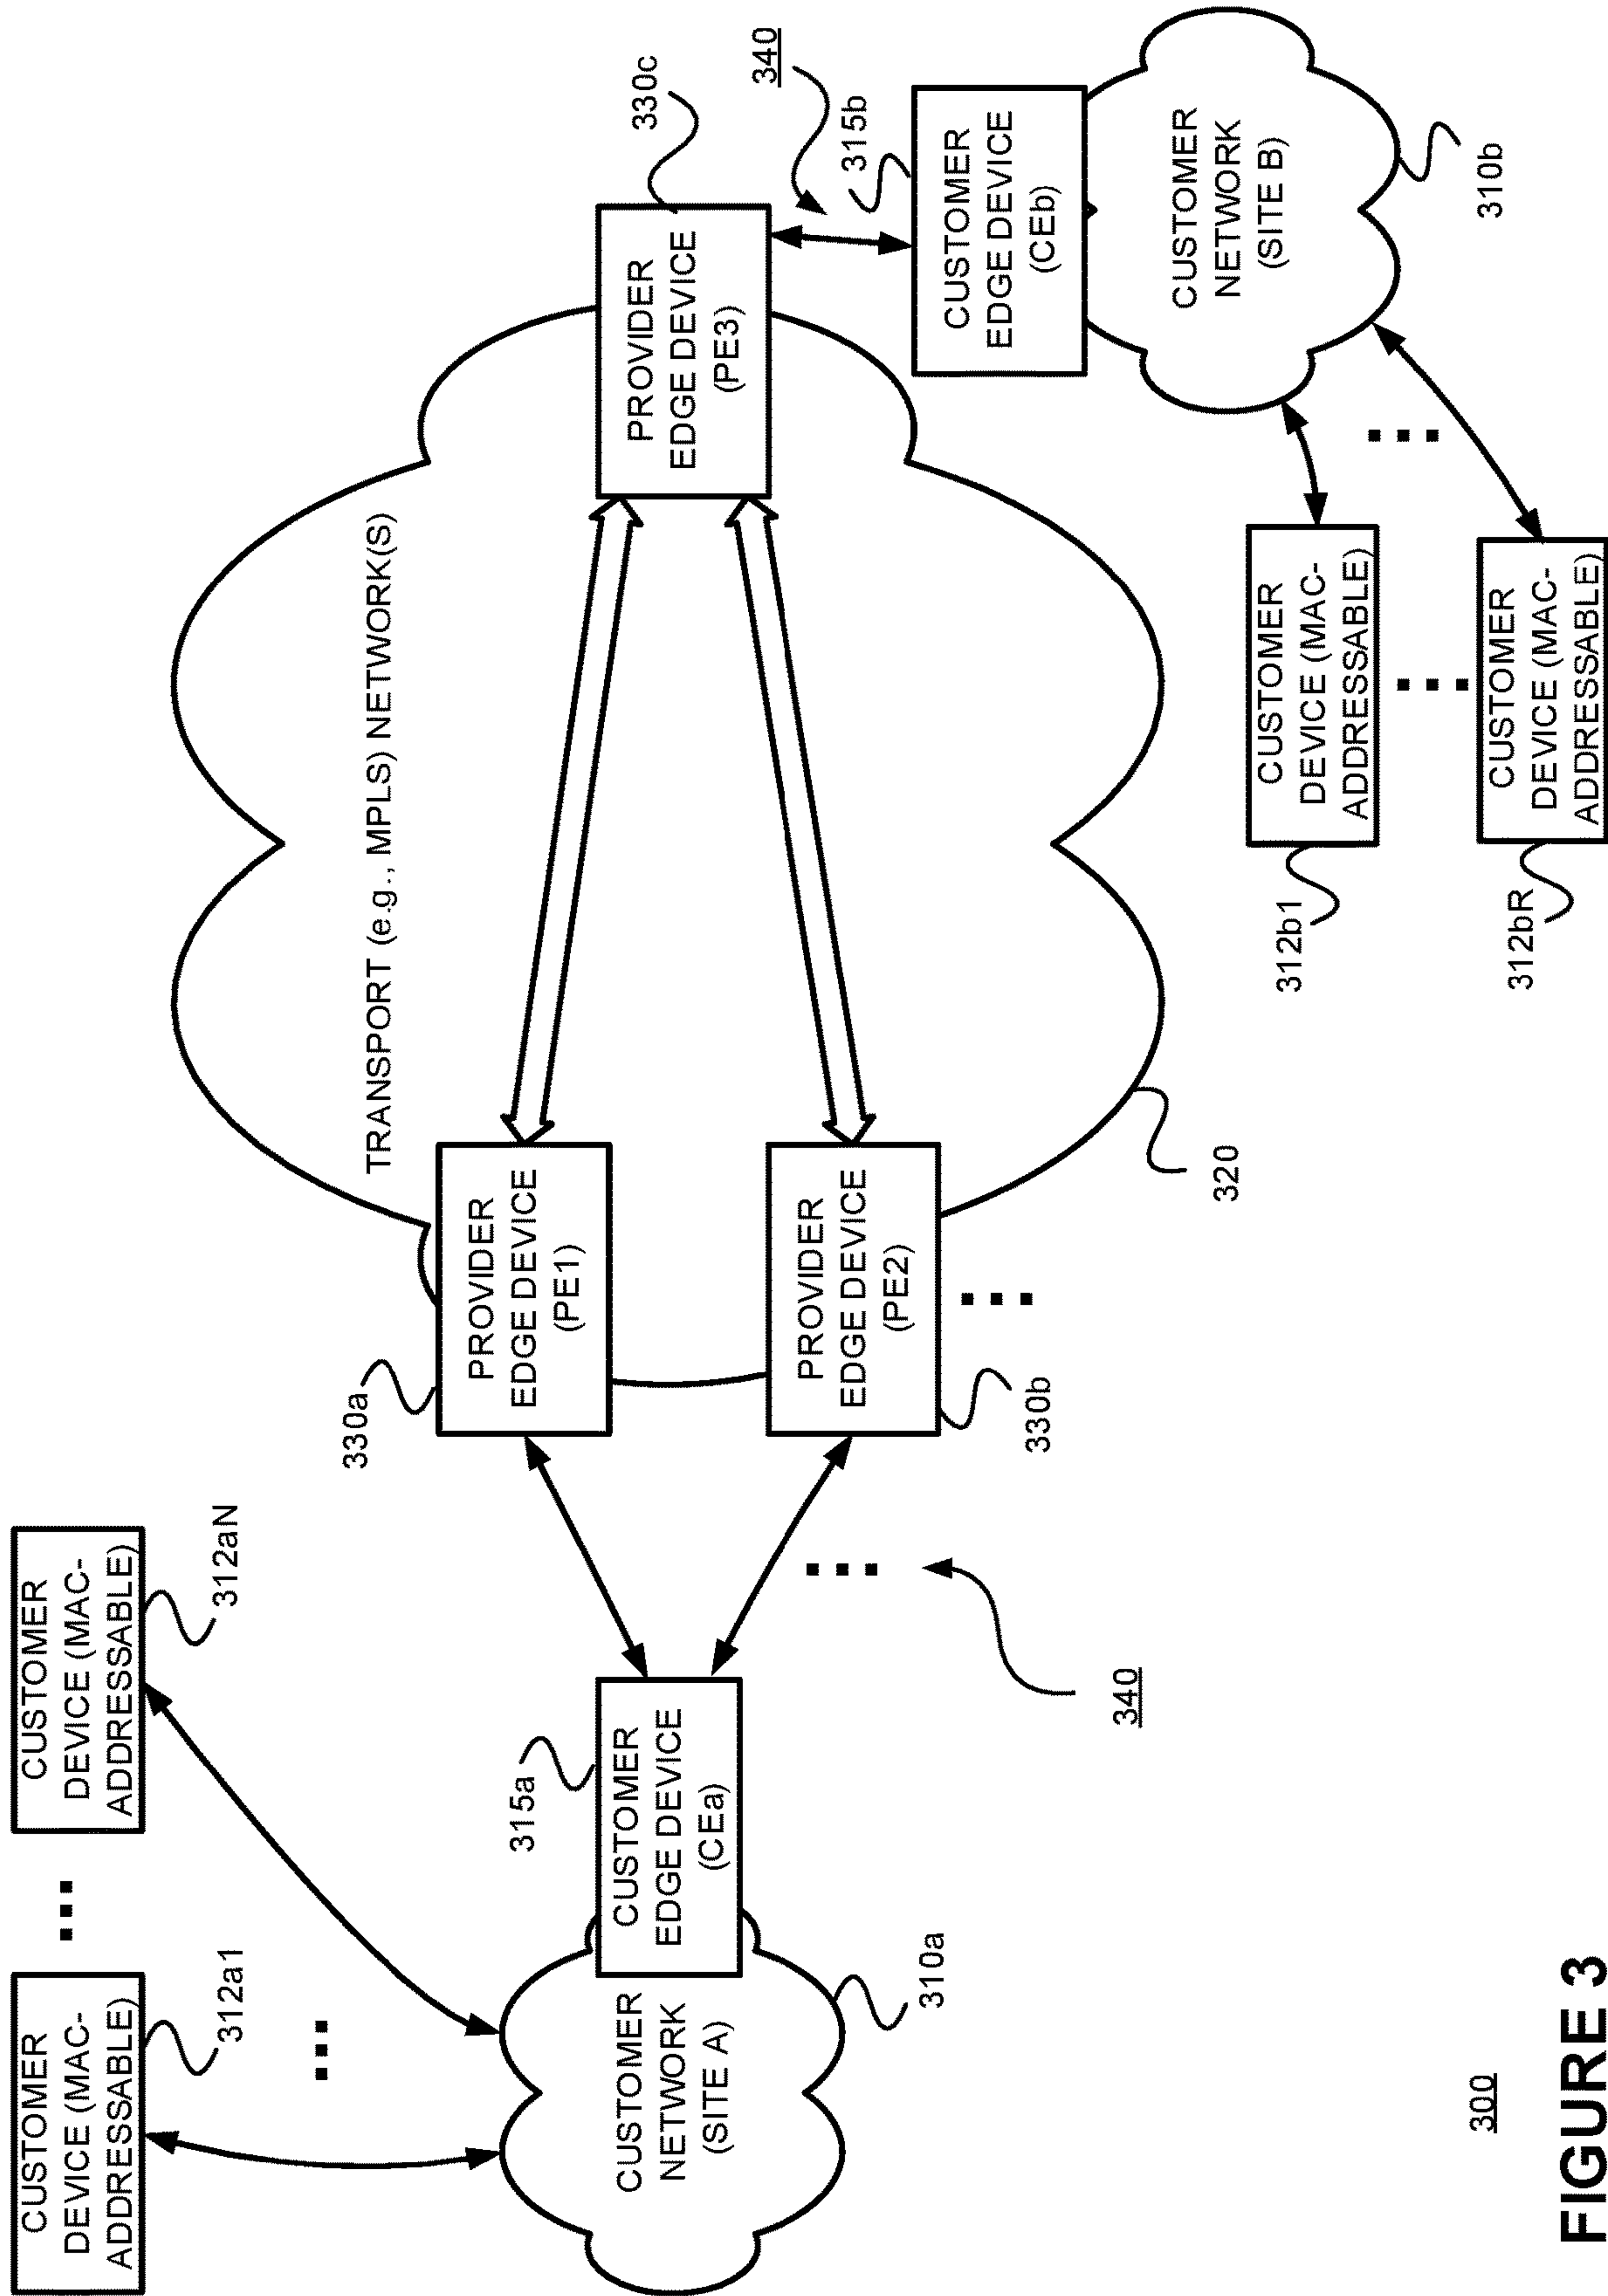 CUSTOMER
DEVICE (MAC-
ADDRESSABLE)
312a1
CUSTOMER
DEVICE (MAC-
ADDRESSABLE)
312aN
CUSTOMER
NETWORK
(SITE A)
310a
CUSTOMER
EDGE DEVICE
(CEa)
315a
340
TRANSPORT (e.g., MPLS) NETWORK(S)
330a
PROVIDER
EDGE DEVICE
(PE1)
PROVIDER
EDGE DEVICE
(PE2)
330b
320
PROVIDER
EDGE DEVICE
(PE3)
330c
340
315b
CUSTOMER
EDGE DEVICE
(CEb)
CUSTOMER
NETWORK
(SITE B)
310b
CUSTOMER
DEVICE (MAC-
ADDRESSABLE)
312b1
CUSTOMER
DEVICE (MAC-
ADDRESSABLE)
312bR
300
FIGURE 3